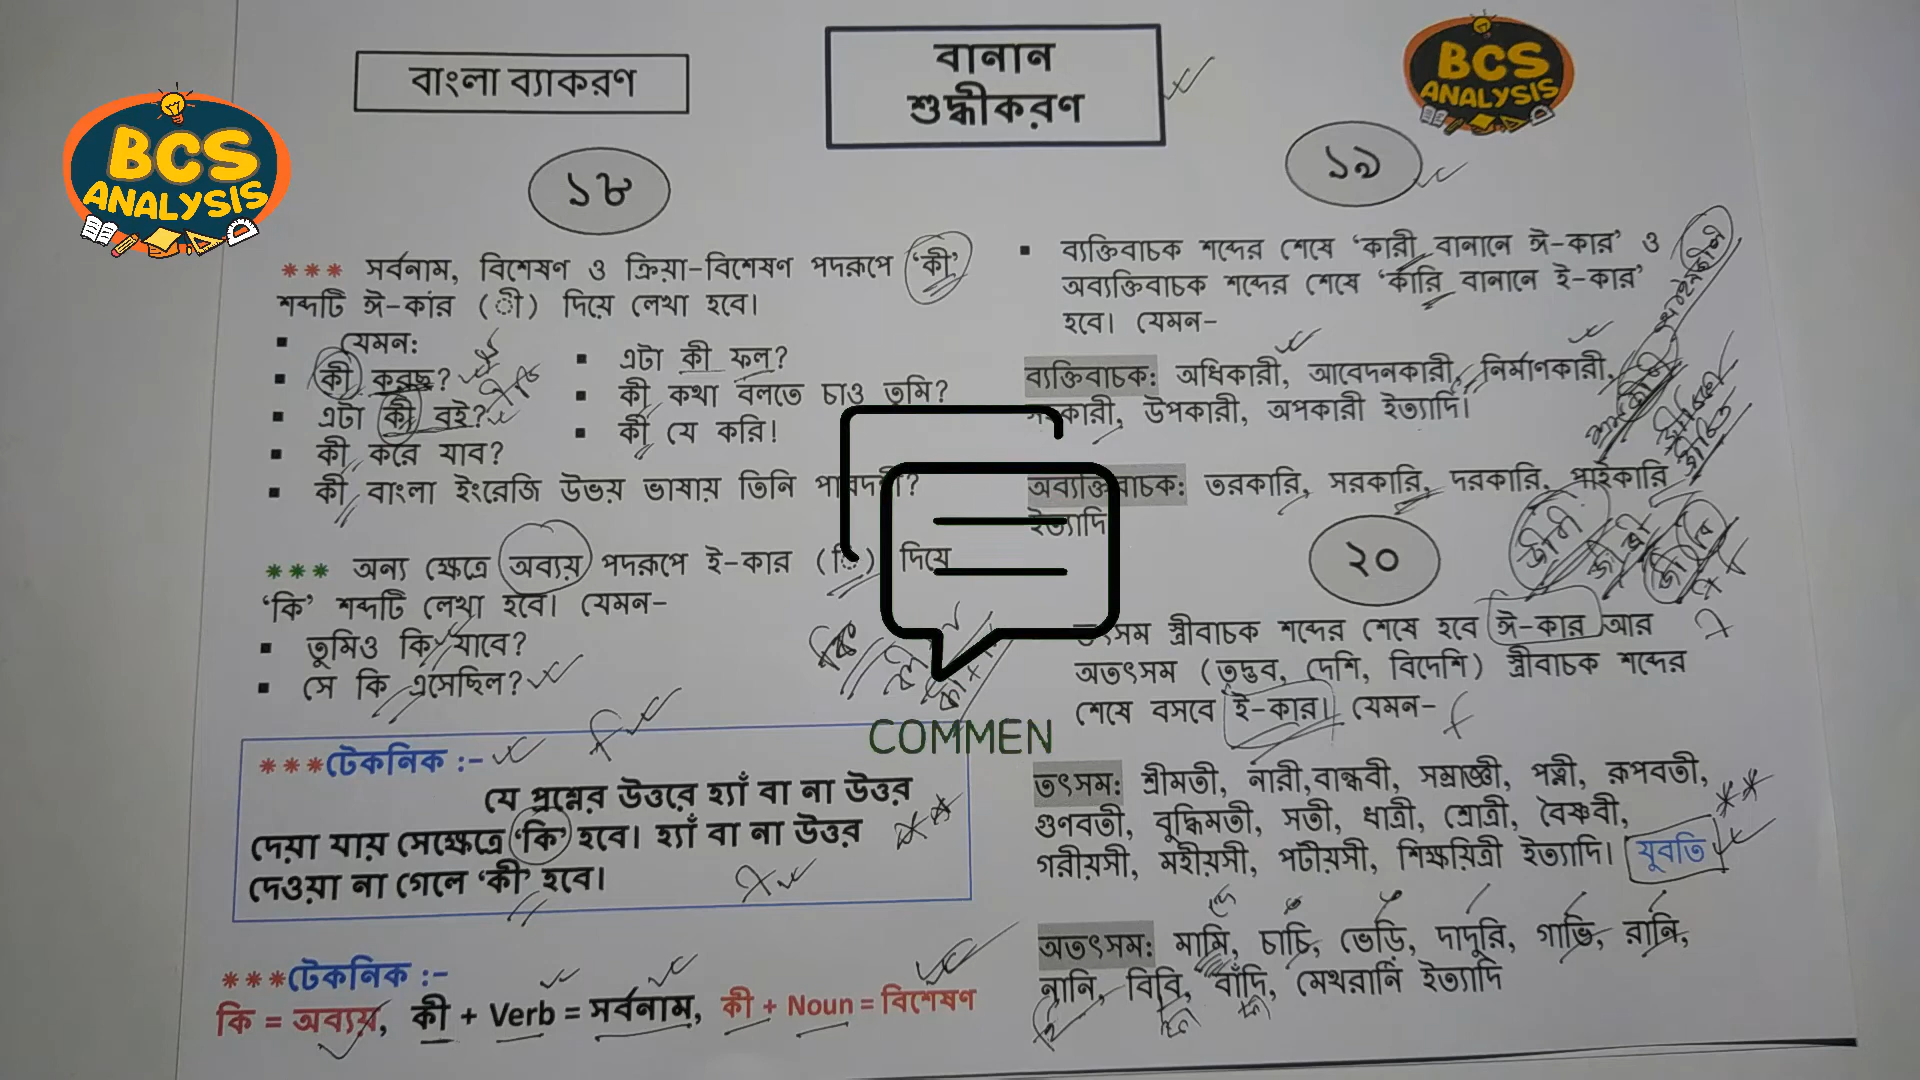 বাংলা ব্যাকরণ
বানান
শুদ্ধীকরণ
BCS
ANALYSIS
BCS
ANALYSIS
১৮
*** সর্বনাম, বিশেষণ ও ক্রিয়া-বিশেষণ পদরূপে ‘কী’
শব্দটি ঈ-কার (ী) দিয়ে লেখা হবে।
যেমন:
কী করছ?
এটা কী বই?
কী করে যাব?
কী বাংলা ইংরেজি উভয় ভাষায় তিনি
এটা কী ফল?
কী কথা বলতে চাও তুমি?
কী যে করি!
*** অন্য ক্ষেত্রে অব্যয় পদরূপে ই-কার (ি) দিয়ে
‘কি’ শব্দটি লেখা হবে। যেমন-
তুমিও কি যাবে?
সে কি এসেছিল?
***টেকনিক :-
যে প্রশ্নের উত্তরে হ্যাঁ বা না উত্তর
দেয়া যায় সেক্ষেত্রে ‘কি’ হবে। হ্যাঁ বা না উত্তর
দেওয়া না গেলে ‘কী’ হবে।
***টেকনিক :-
কি = অব্যয়, কী + Verb = সর্বনাম, কী + Noun = বিশেষণ
১৯
ব্যক্তিবাচক শব্দের শেষে ‘কারী বানানে ঈ-কার’ ও
অব্যক্তিবাচক শব্দের শেষে ‘কারি বানানে ই-কার’
হবে। যেমন-
ব্যক্তিবাচক: অধিকারী, আবেদনকারী, নির্মাণকারী,
উপকারী, অপকারী ইত্যাদি।
অব্যক্তিবাচক: তরকারি, সরকারি, দরকারি, পাইকারি
ইত্যাদি
২০
তৎসম স্ত্রীবাচক শব্দের শেষে হবে ঈ-কার আর
অতৎসম (তদ্ভব, দেশি, বিদেশি) স্ত্রীবাচক শব্দের
শেষে বসবে ই-কার। যেমন-
তৎসম: শ্রীমতী, নারী,বান্ধবী, সম্রাজ্ঞী, পত্নী, রূপবতী,
গুণবতী, বুদ্ধিমতী, সতী, ধাত্রী, শ্রোত্রী, বৈষ্ণবী,
গরীয়সী, মহীয়সী, পটীয়সী, শিক্ষয়িত্রী ইত্যাদি। যুবতি
অতৎসম: মামি, চাচি, ভেড়ি, দাদুরি, গাভি, রানি,
নানি, বিবি, বাঁদি, মেথরানি ইত্যাদি
COMMEN